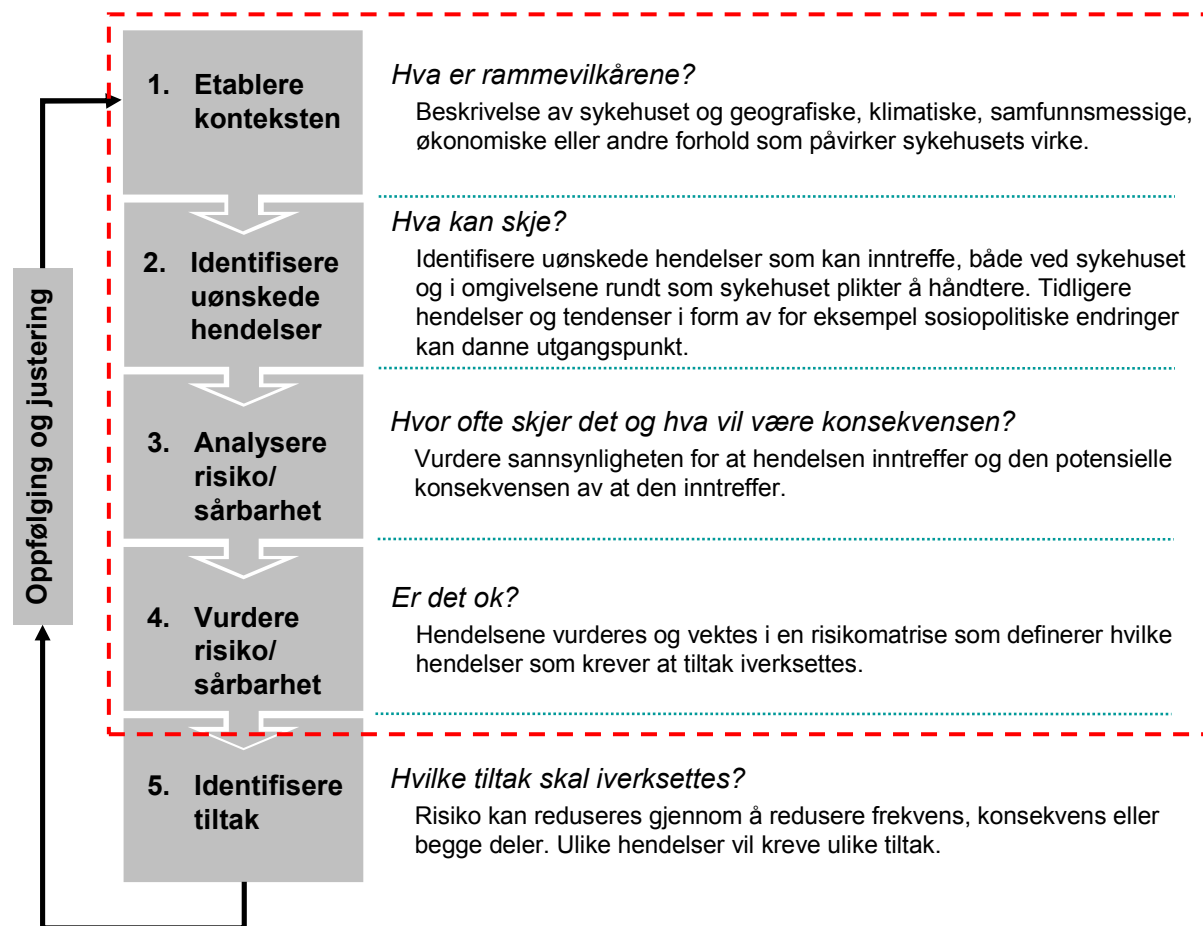 1. Etablere
konteksten
Hva er rammevilkårene?
Beskrivelse av sykehuset og geografiske, klimatiske, samfunnsmessige,
økonomiske eller andre forhold som påvirker sykehusets virke.
2. Identifisere
uønskede
hendelser
Hva kan skje?
Identifisere uønskede hendelser som kan inntreffe, både ved sykehuset
og i omgivelsene rundt som sykehuset plikter å håndtere. Tidligere
hendelser og tendenser i form av for eksempel sosiopolitiske endringer
kan danne utgangspunkt.
3. Analysere
risiko/
sårbarhet
Hvor ofte skjer det og hva vil være konsekvensen?
Vurdere sannsynligheten for at hendelsen inntreffer og den potensielle
konsekvensen av at den inntreffer.
4. Vurdere
risiko/
sårbarhet
Er det ok?
Hendelsene vurderes og vektes i en risikomatrise som definerer hvilke
hendelser som krever at tiltak iverksettes.
5. Identifisere
tiltak
Hvilke tiltak skal iverksettes?
Risiko kan reduseres gjennom å redusere frekvens, konsekvens eller
begge deler. Ulike hendelser vil kreve ulike tiltak.
Oppfølging og justering